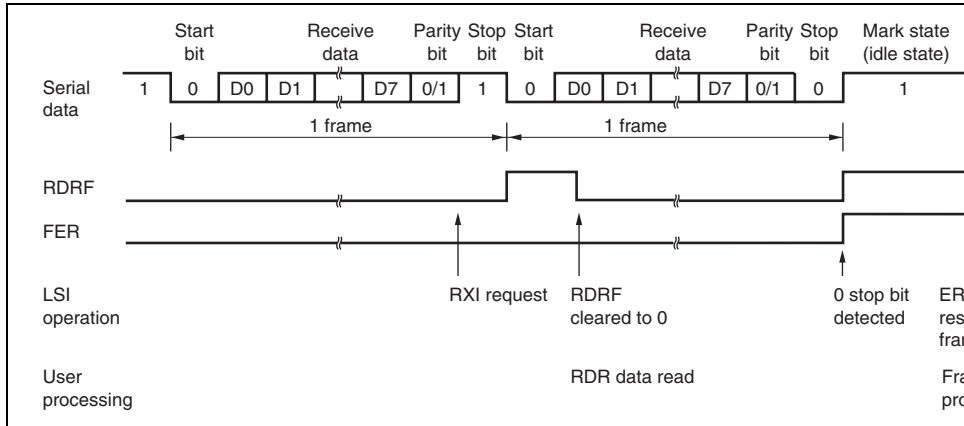 Start bit Receive data Parity bit Stop bit Start bit Receive data Parity bit Stop bit Mark state (idle state)
Serial data 1 0 D0 D1 D7 0/1 1 0 D0 D1 D7 0/1 0 1
1 frame 1 frame
RDRF
FER
LSI operation RXI request RDRF cleared to 0 0 stop bit detected
User processing RDR data read